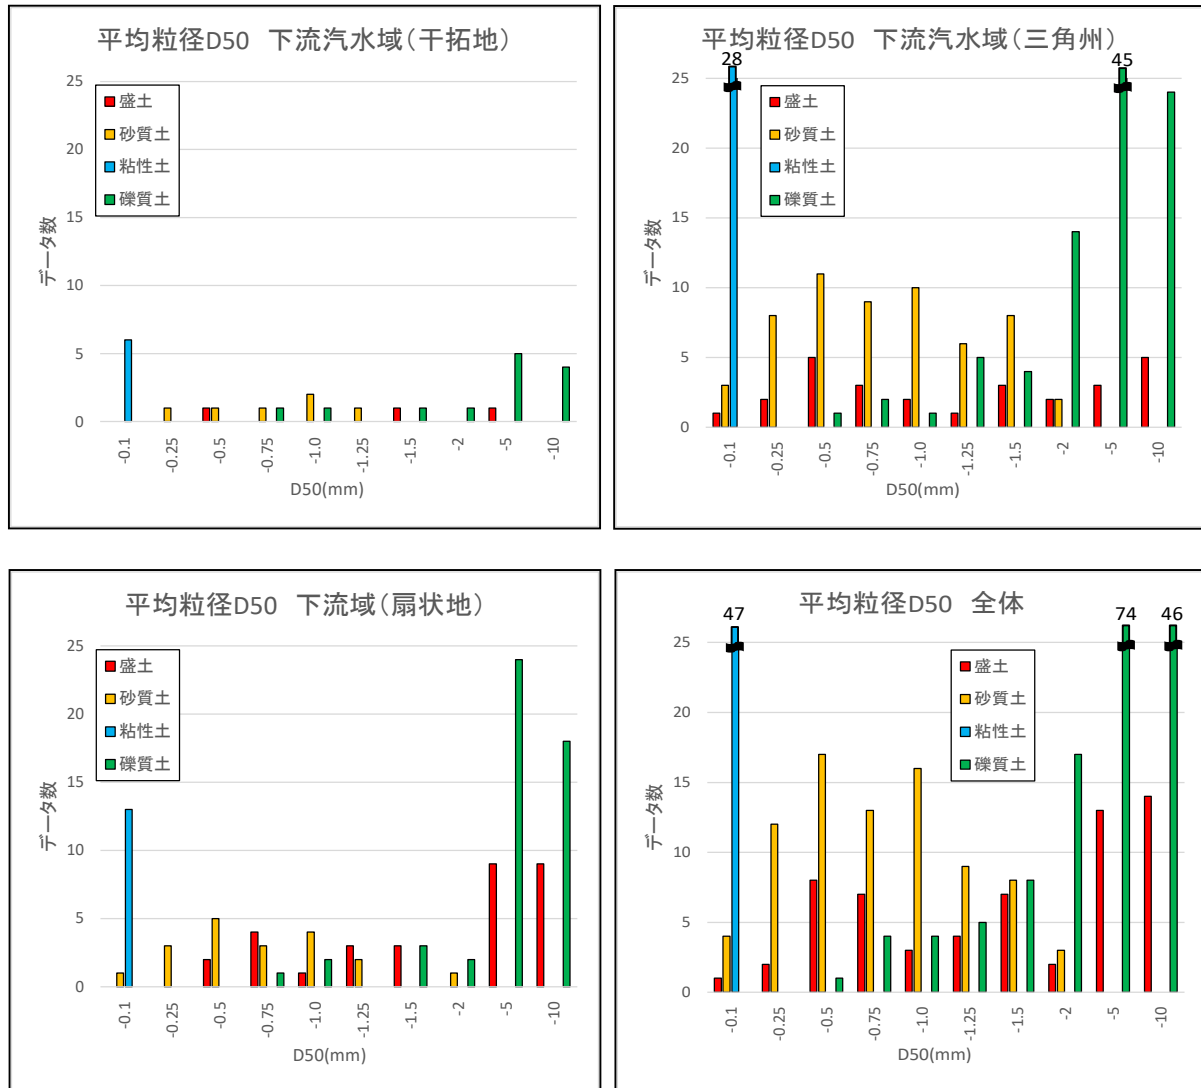 平均粒径D50 下流汽水域(干拓地)
25
20
15
10
5
0
データ数
盛土
砂質土
粘性土
礫質土
-0.1
-0.25
-0.5
-0.75
-1.0
-1.25
-1.5
-2
-5
-10
D50(mm)
平均粒径D50 下流汽水域(三角州)
28
45
25
20
15
10
5
0
データ数
盛土
砂質土
粘性土
礫質土
-0.1
-0.25
-0.5
-0.75
-1.0
-1.25
-1.5
-2
-5
-10
D50(mm)
平均粒径D50 下流域(扇状地)
25
20
15
10
5
0
データ数
盛土
砂質土
粘性土
礫質土
-0.1
-0.25
-0.5
-0.75
-1.0
-1.25
-1.5
-2
-5
-10
D50(mm)
平均粒径D50 全体
47
74
46
25
20
15
10
5
0
データ数
盛土
砂質土
粘性土
礫質土
-0.1
-0.25
-0.5
-0.75
-1.0
-1.25
-1.5
-2
-5
-10
D50(mm)